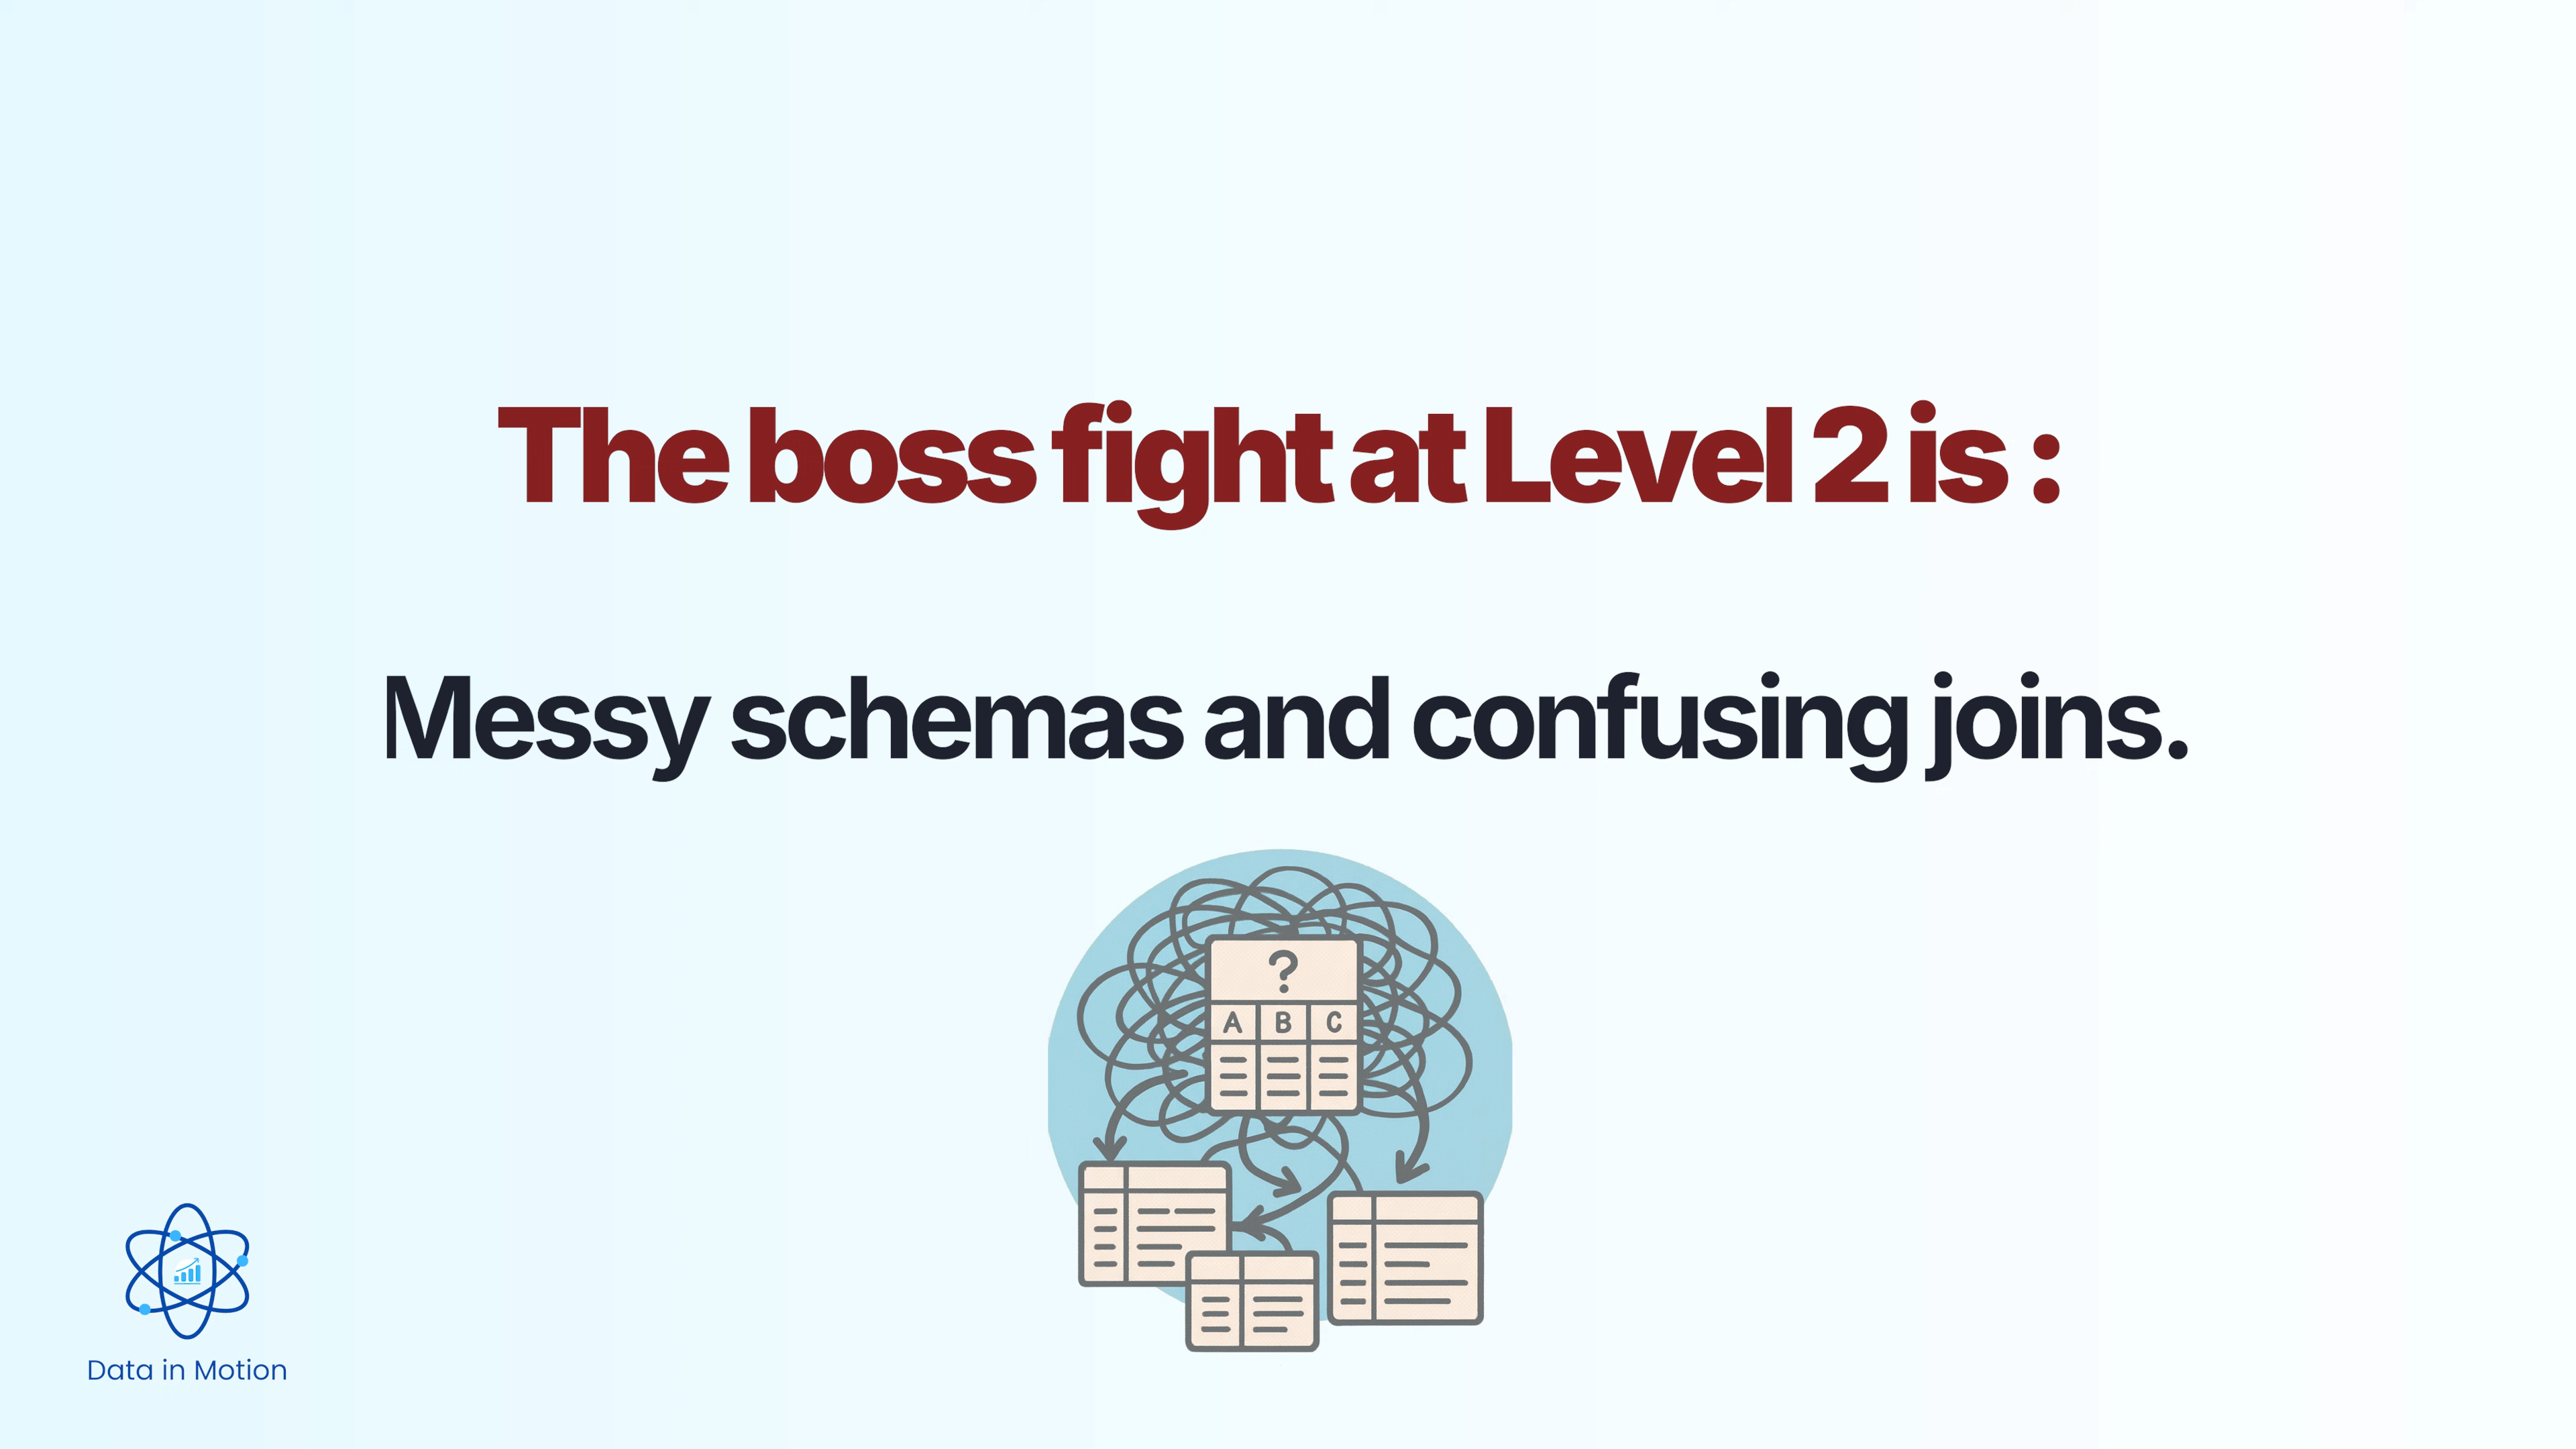 The boss fight at Level 2 is :
Messy schemas and confusing joins.
?
A B C
Data in Motion